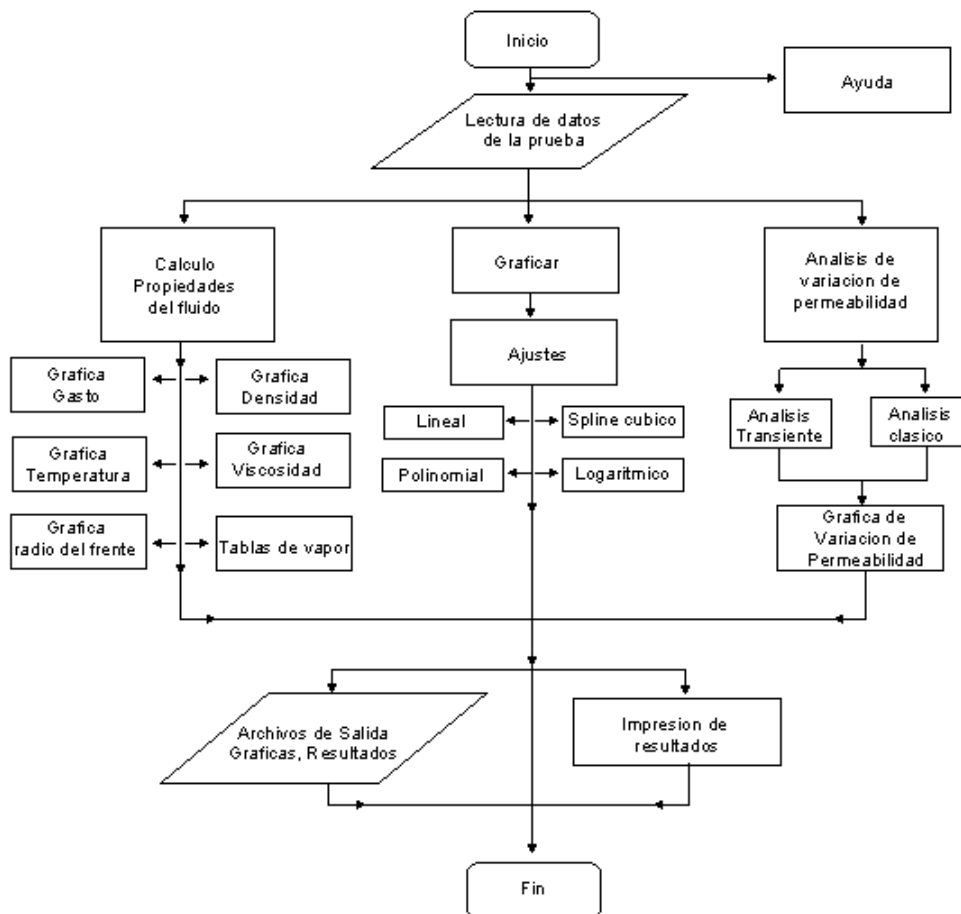 Inicio
Ayuda
Lectura de datos
de la prueba
Calculo
Propiedades
del fluido
Graficar
Analisis de
variacion de
permeabilidad
Ajustes
Grafica
Gasto
Grafica
Densidad
Lineal
Spline cubico
Analisis
Transiente
Analisis
clasico
Grafica
Temperatura
Grafica
Viscosidad
Polinomial
Logaritmico
Grafica
radio del frente
Tablas de vapor
Grafica de
Variacion de
Permeabilidad
Archivos de Salida
Graficas, Resultados
Impresion de
resultados
Fin